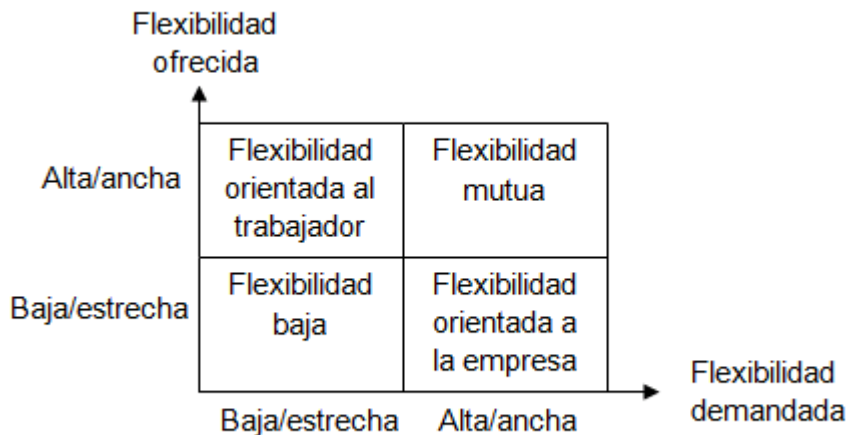 Flexibilidad
ofrecida
Alta/ancha
Flexibilidad
orientada al
trabajador
Flexibilidad
mutua
Baja/estrecha
Flexibilidad
baja
Flexibilidad
orientada a
la empresa
Flexibilidad
demandada
Baja/estrecha
Alta/ancha